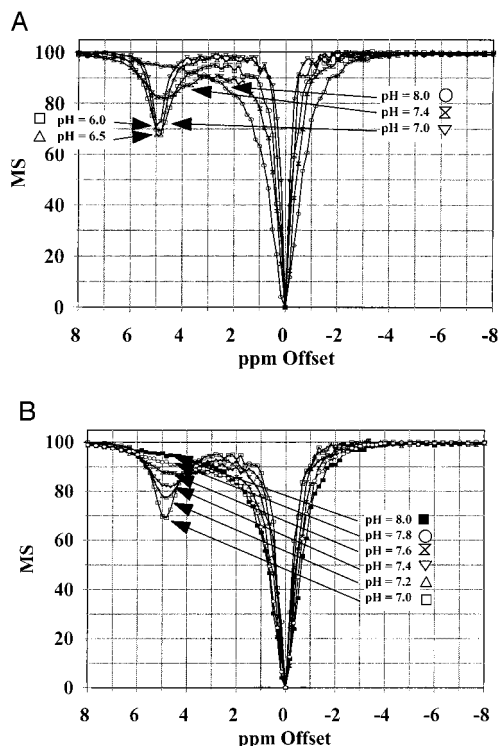 A
100
80
60
40
20
0
MS
pH = 6.0
pH = 6.5
pH = 8.0
pH = 7.4
pH = 7.0
8 6 4 2 0 -2 -4 -6 -8
ppm Offset
B
100
80
60
40
20
0
MS
pH = 8.0
pH = 7.8
pH = 7.6
pH = 7.4
pH = 7.2
pH = 7.0
8 6 4 2 0 -2 -4 -6 -8
ppm Offset